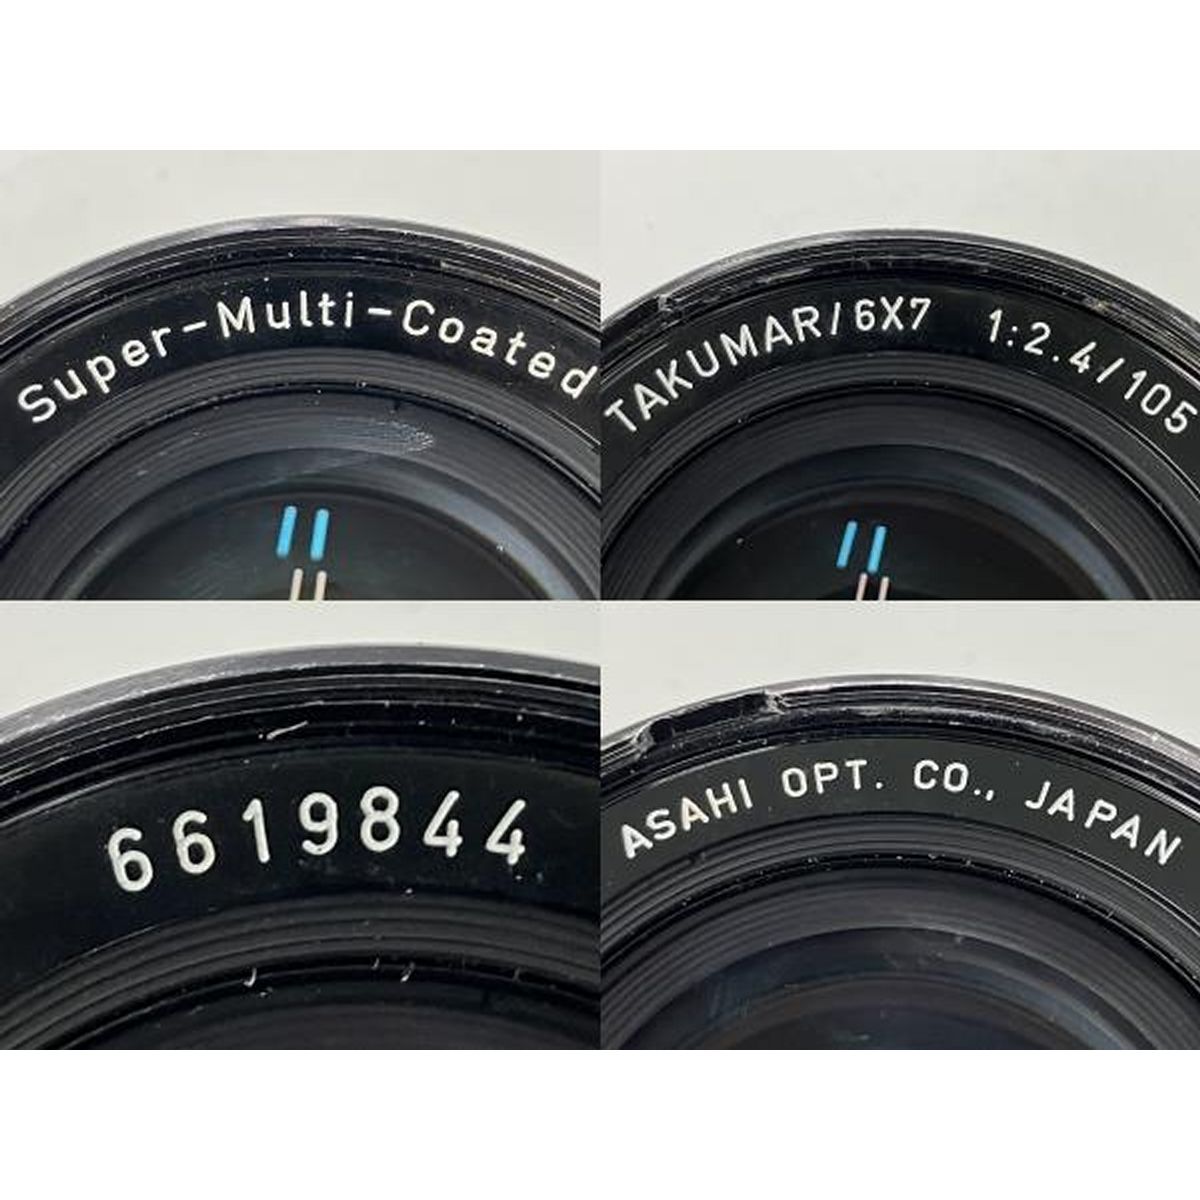 Super-Multi-Coated
TAKUMAR/6X7 1:2.4/105
6619844
ASAHI OPT. CO., JAPAN